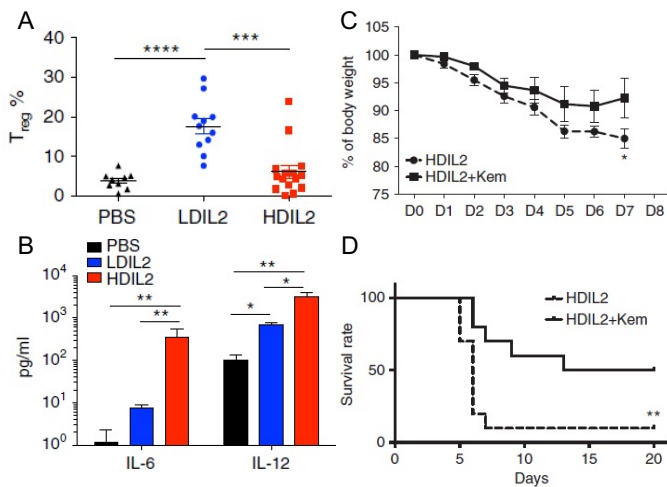 A
****
***
40
30
20
10
0
T reg %
PBS
LDIL2
HDIL2
C
100
95
90
85
80
75
% of body weight
HDIL2
HDIL2+Kem
*
D0 D1 D2 D3 D4 D5 D6 D7 D8
B
PBS
LDIL2
HDIL2
**
**
**
*
*
10⁴
10³
10²
10¹
10⁰
pg/ml
IL-6
IL-12
D
HDIL2
HDIL2+Kem
100
50
0
Survival rate
**
0 5 10 15 20
Days